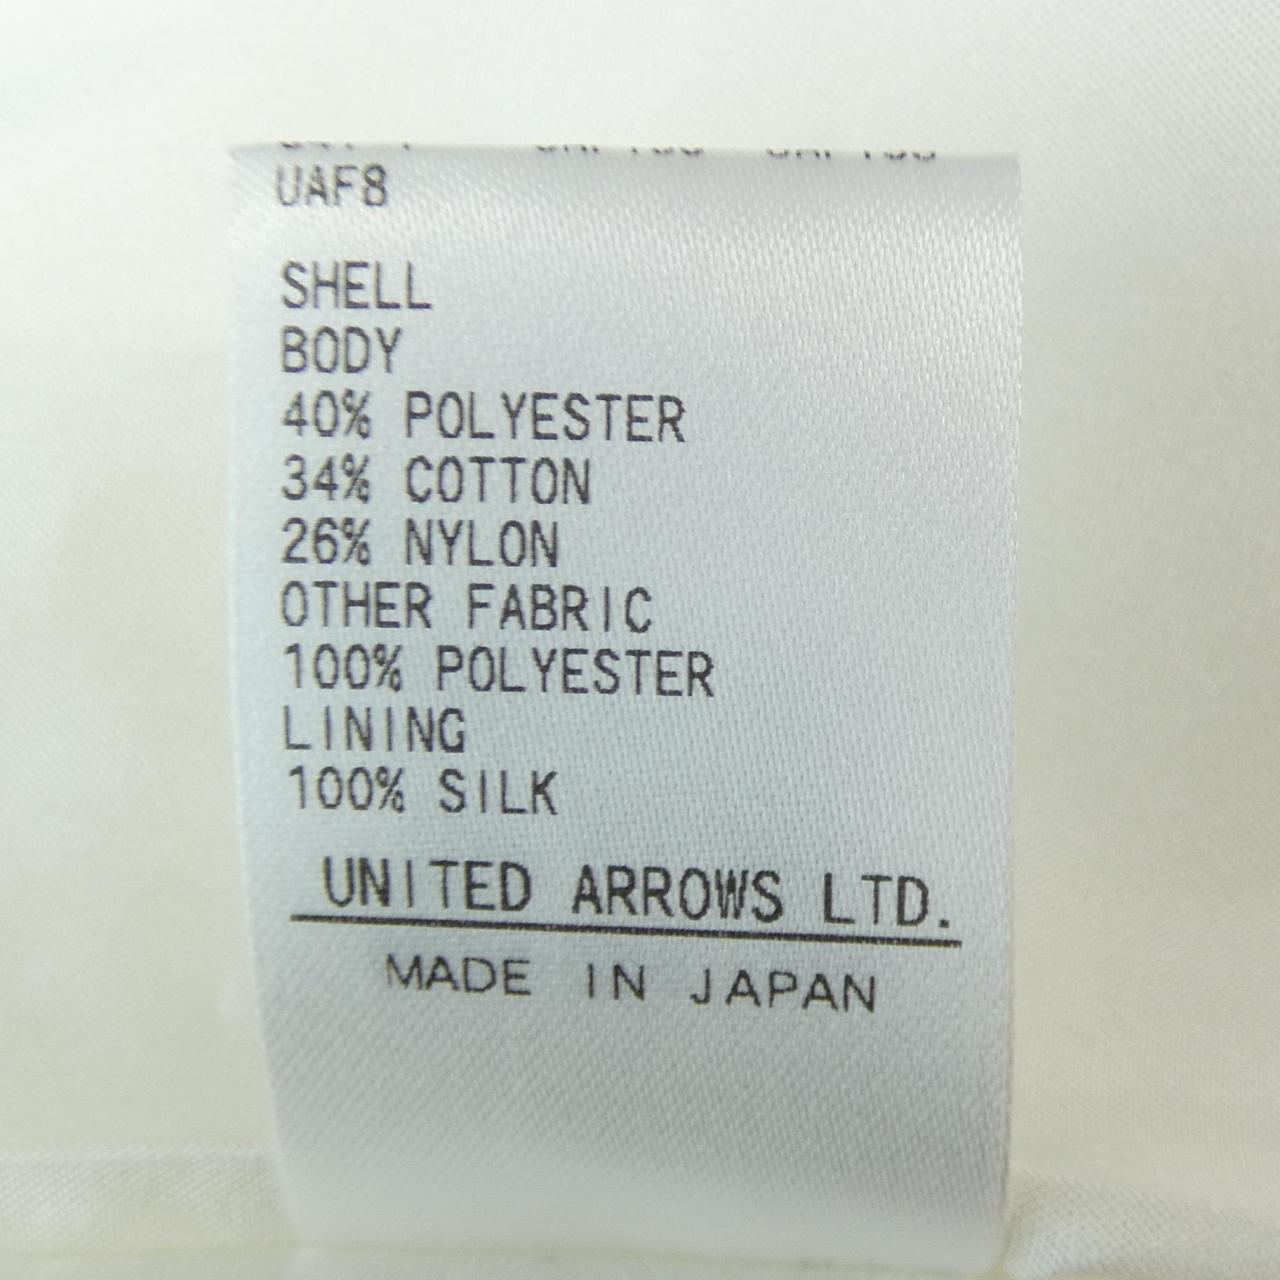 UAF8
SHELL
BODY
40% POLYESTER
34% COTTON
26% NYLON
OTHER FABRIC
100% POLYESTER
LINING
100% SILK
UNITED ARROWS LTD.
MADE IN JAPAN